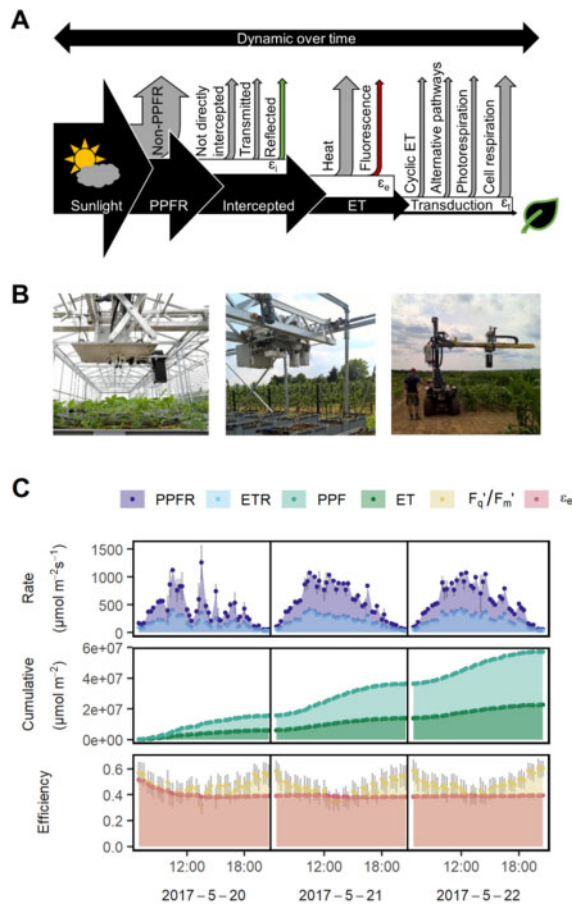 A
Dynamic over time
Sunlight
Non-PPFR
PPFR
Not directly
intercepted
Transmitted
Reflected
εi
Intercepted
Heat
Fluorescence
εe
ET
Cyclic ET
Alternative pathways
Photorespiration
Cell respiration
Transduction
εt
B
C
PPFR ETR PPF ET Fq'/Fm' εe
Rate
(μmol m⁻²s⁻¹)
1500
1000
500
0
Cumulative
(μmol m⁻²)
6e+07
4e+07
2e+07
0e+00
Efficiency
0.6
0.4
0.2
0.0
12:00 18:00 12:00 18:00 12:00 18:00
2017–5–20 2017–5–21 2017–5–22